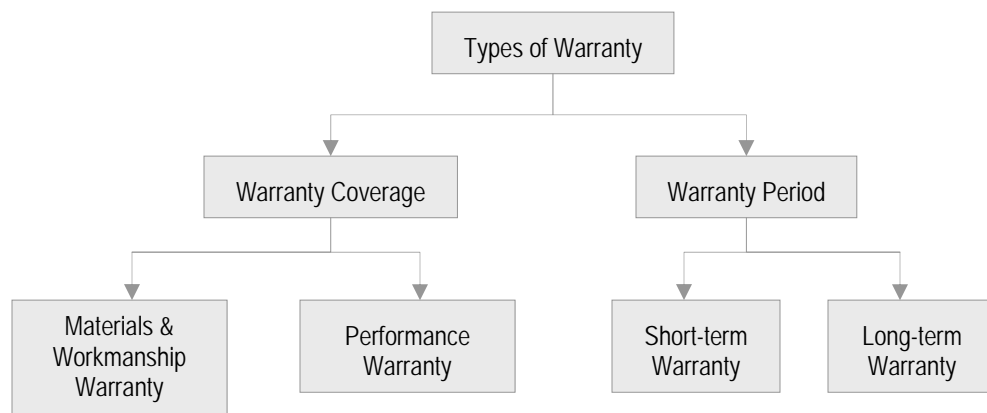 Types of Warranty
Warranty Coverage
Warranty Period
Materials &
Workmanship
Warranty
Performance
Warranty
Short-term
Warranty
Long-term
Warranty